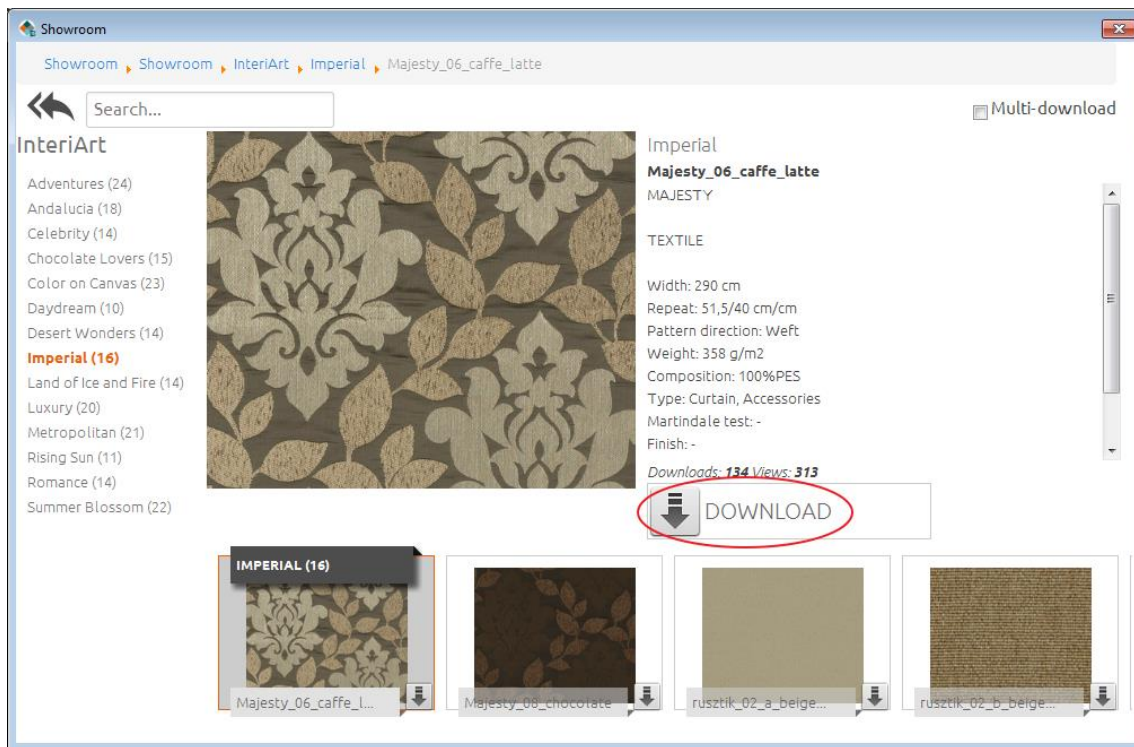 Showroom
Showroom Showroom InteriArt Imperial Majesty_06_caffe_latte
Search...
Multi-download
InteriArt
Adventures (24)
Andalucia (18)
Celebrity (14)
Chocolate Lovers (15)
Color on Canvas (23)
Daydream (10)
Desert Wonders (14)
Imperial (16)
Land of Ice and Fire (14)
Luxury (20)
Metropolitan (21)
Rising Sun (11)
Romance (14)
Summer Blossom (22)
Imperial
Majesty_06_caffe_latte
MAJESTY
TEXTILE
Width: 290 cm
Repeat: 51,5/40 cm/cm
Pattern direction: Weft
Weight: 358 g/m2
Composition: 100%PES
Type: Curtain, Accessories
Martindale test: -
Finish: -
Downloads: 134 Views: 313
DOWNLOAD
IMPERIAL (16)
Majesty_06_caffe_l...
Majesty_08_chocolate
rusztik_02_a_beige...
rusztik_02_b_beige...